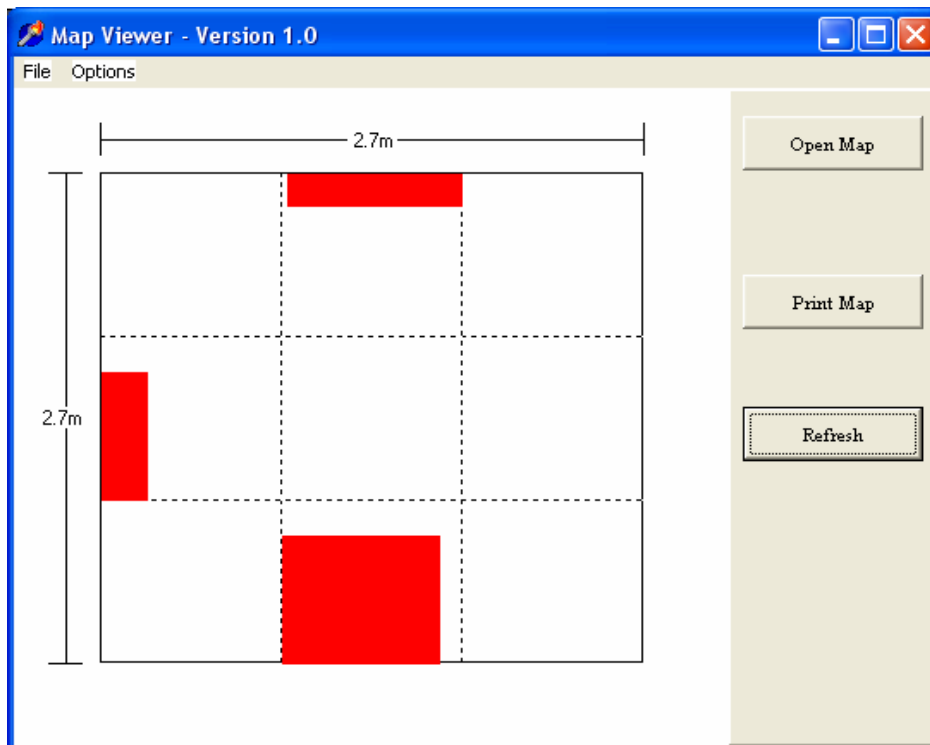 Map Viewer - Version 1.0
File Options
2.7m
Open Map
Print Map
2.7m
Refresh